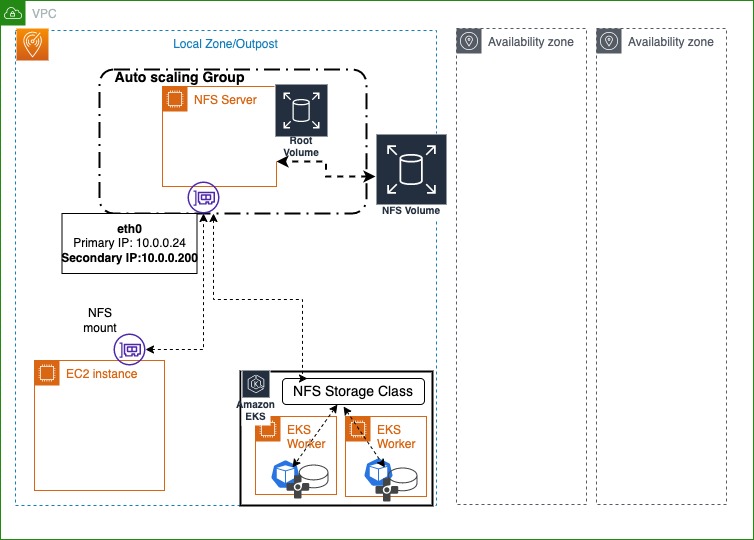 VPC
Local Zone/Outpost
Availability zone
Availability zone
Auto scaling Group
NFS Server
Root
Volume
NFS Volume
eth0
Primary IP: 10.0.0.24
Secondary IP:10.0.0.200
NFS
mount
EC2 instance
Amazon
EKS
NFS Storage Class
EKS
Worker
EKS
Worker